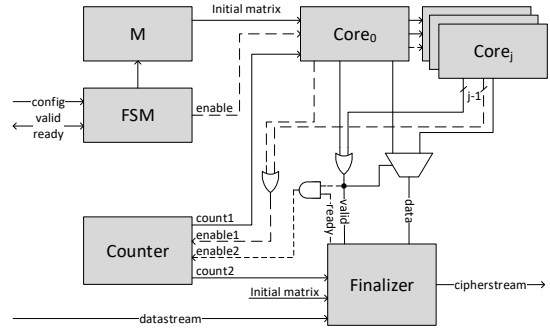 M
Initial matrix
Core0
Corej
config
valid
ready
FSM
enable
j-1
Counter
count1
enable1
enable2
count2
ready
valid
data
Initial matrix
Finalizer
cipherstream
datastream